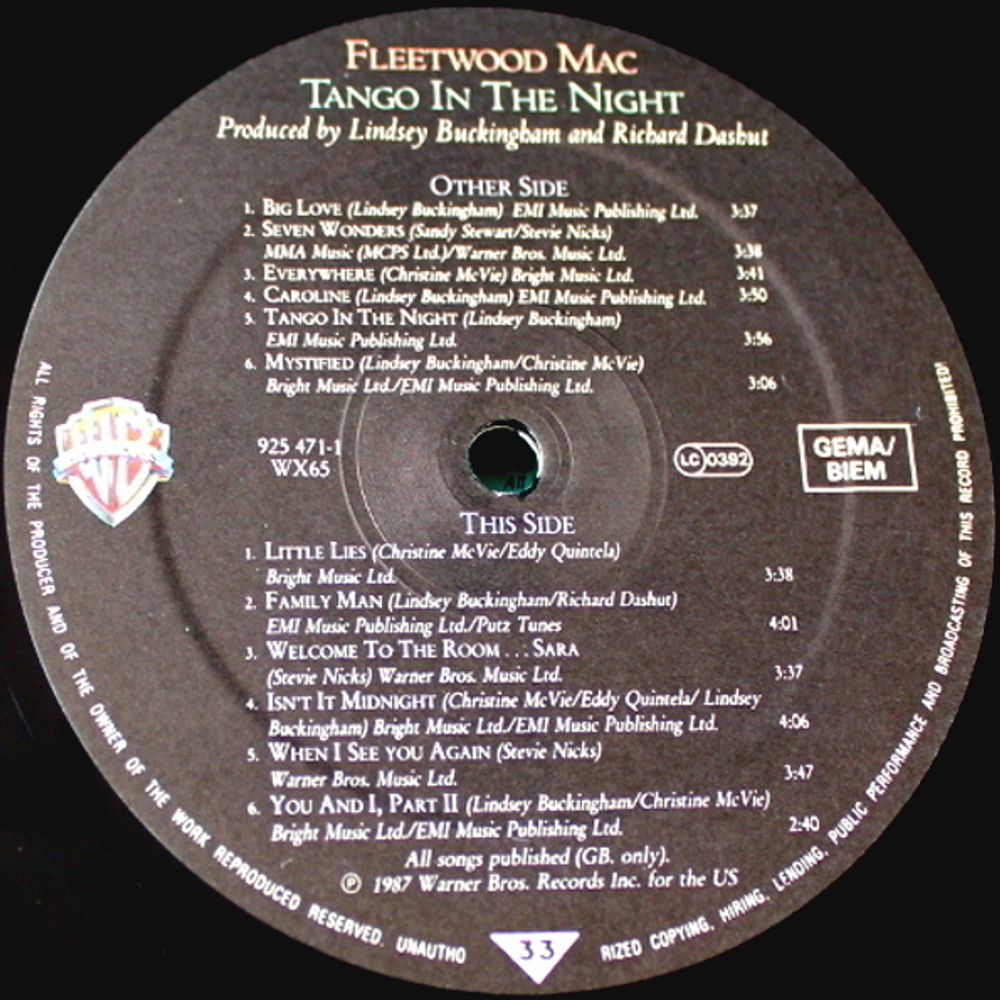 FLEETWOOD MAC
TANGO IN THE NIGHT
Produced by Lindsey Buckingham and Richard Dashut
OTHER SIDE
1. BIG LOVE (Lindsey Buckingham) EMI Music Publishing Ltd. 3:37
2. SEVEN WONDERS (Sandy Stewart/Stevie Nicks)
MMA Music (MCPS Ltd.)/Warner Bros. Music Ltd. 3:38
3. EVERYWHERE (Christine McVie) Bright Music Ltd. 3:41
4. CAROLINE (Lindsey Buckingham) EMI Music Publishing Ltd. 3:50
5. TANGO IN THE NIGHT (Lindsey Buckingham)
EMI Music Publishing Ltd. 3:56
6. MYSTIFIED (Lindsey Buckingham/Christine McVie)
Bright Music Ltd./EMI Music Publishing Ltd. 3:06
925 471-1
WX65
LC 0392
GEMA/
BIEM
THIS SIDE
1. LITTLE LIES (Christine McVie/Eddy Quintela)
Bright Music Ltd. 3:38
2. FAMILY MAN (Lindsey Buckingham/Richard Dashut)
EMI Music Publishing Ltd./Putz Tunes 4:01
3. WELCOME TO THE ROOM... SARA
(Stevie Nicks) Warner Bros. Music Ltd. 3:37
4. ISN'T IT MIDNIGHT (Christine McVie/Eddy Quintela/ Lindsey
Buckingham) Bright Music Ltd./EMI Music Publishing Ltd. 4:06
5. WHEN I SEE YOU AGAIN (Stevie Nicks)
Warner Bros. Music Ltd. 3:47
6. YOU AND I, PART II (Lindsey Buckingham/Christine McVie)
Bright Music Ltd./EMI Music Publishing Ltd. 2:40
All songs published (GB. only).
℗ 1987 Warner Bros. Records Inc. for the US
ALL RIGHTS OF THE PRODUCER AND OF THE OWNER OF THE WORK REPRODUCED RESERVED. UNAUTHO
33
RIZED COPYING, HIRING, LENDING, PUBLIC PERFORMANCE AND BROADCASTING OF THIS RECORD PROHIBITED!